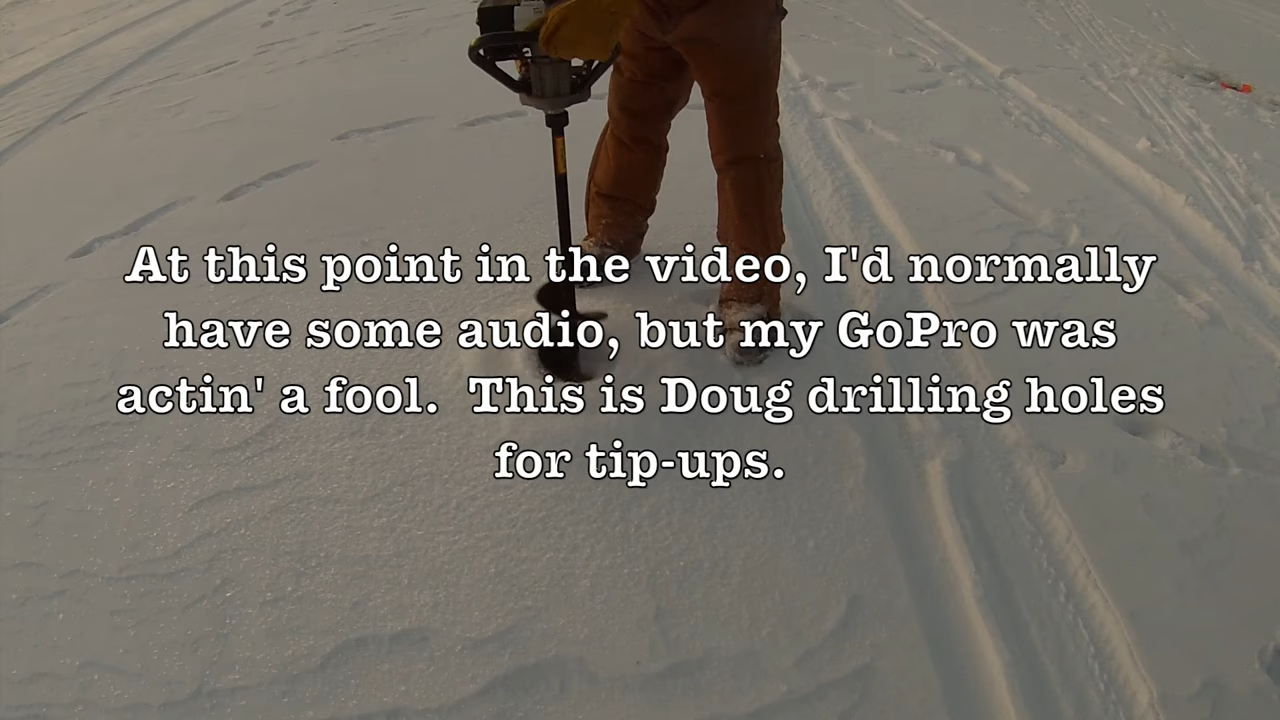 At this point in the video, I'd normally
have some audio, but my GoPro was
actin' a fool.  This is Doug drilling holes
for tip-ups.